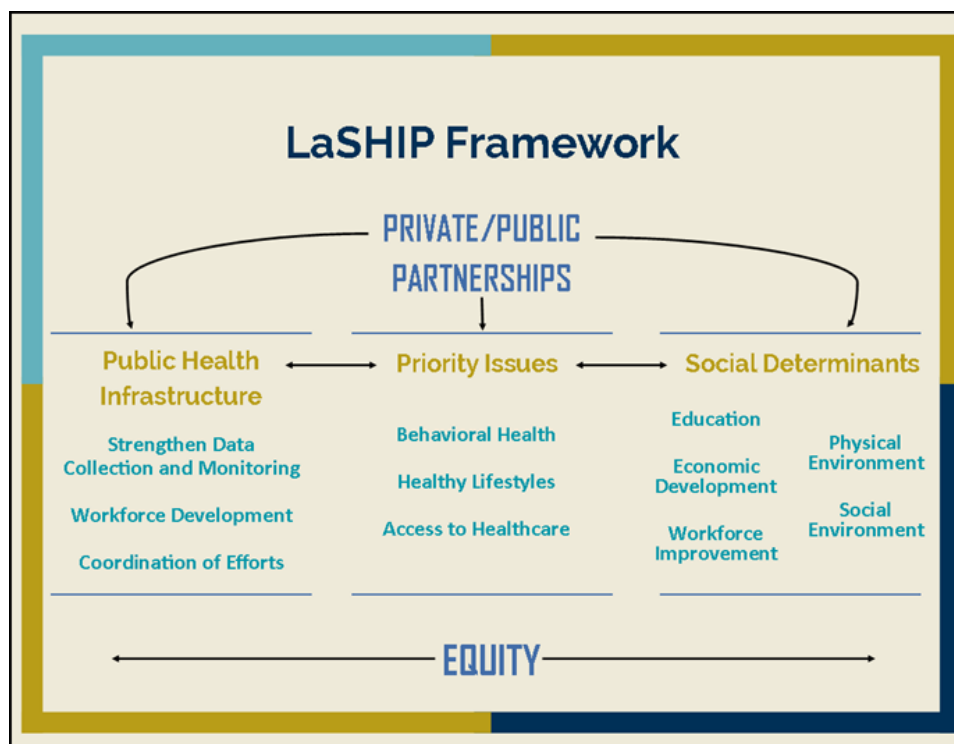 LaSHIP Framework
PRIVATE/PUBLIC
PARTNERSHIPS
Public Health
Infrastructure
Strengthen Data
Collection and Monitoring
Workforce Development
Coordination of Efforts
Priority Issues
Behavioral Health
Healthy Lifestyles
Access to Healthcare
Social Determinants
Education
Economic
Development
Workforce
Improvement
Physical
Environment
Social
Environment
EQUITY